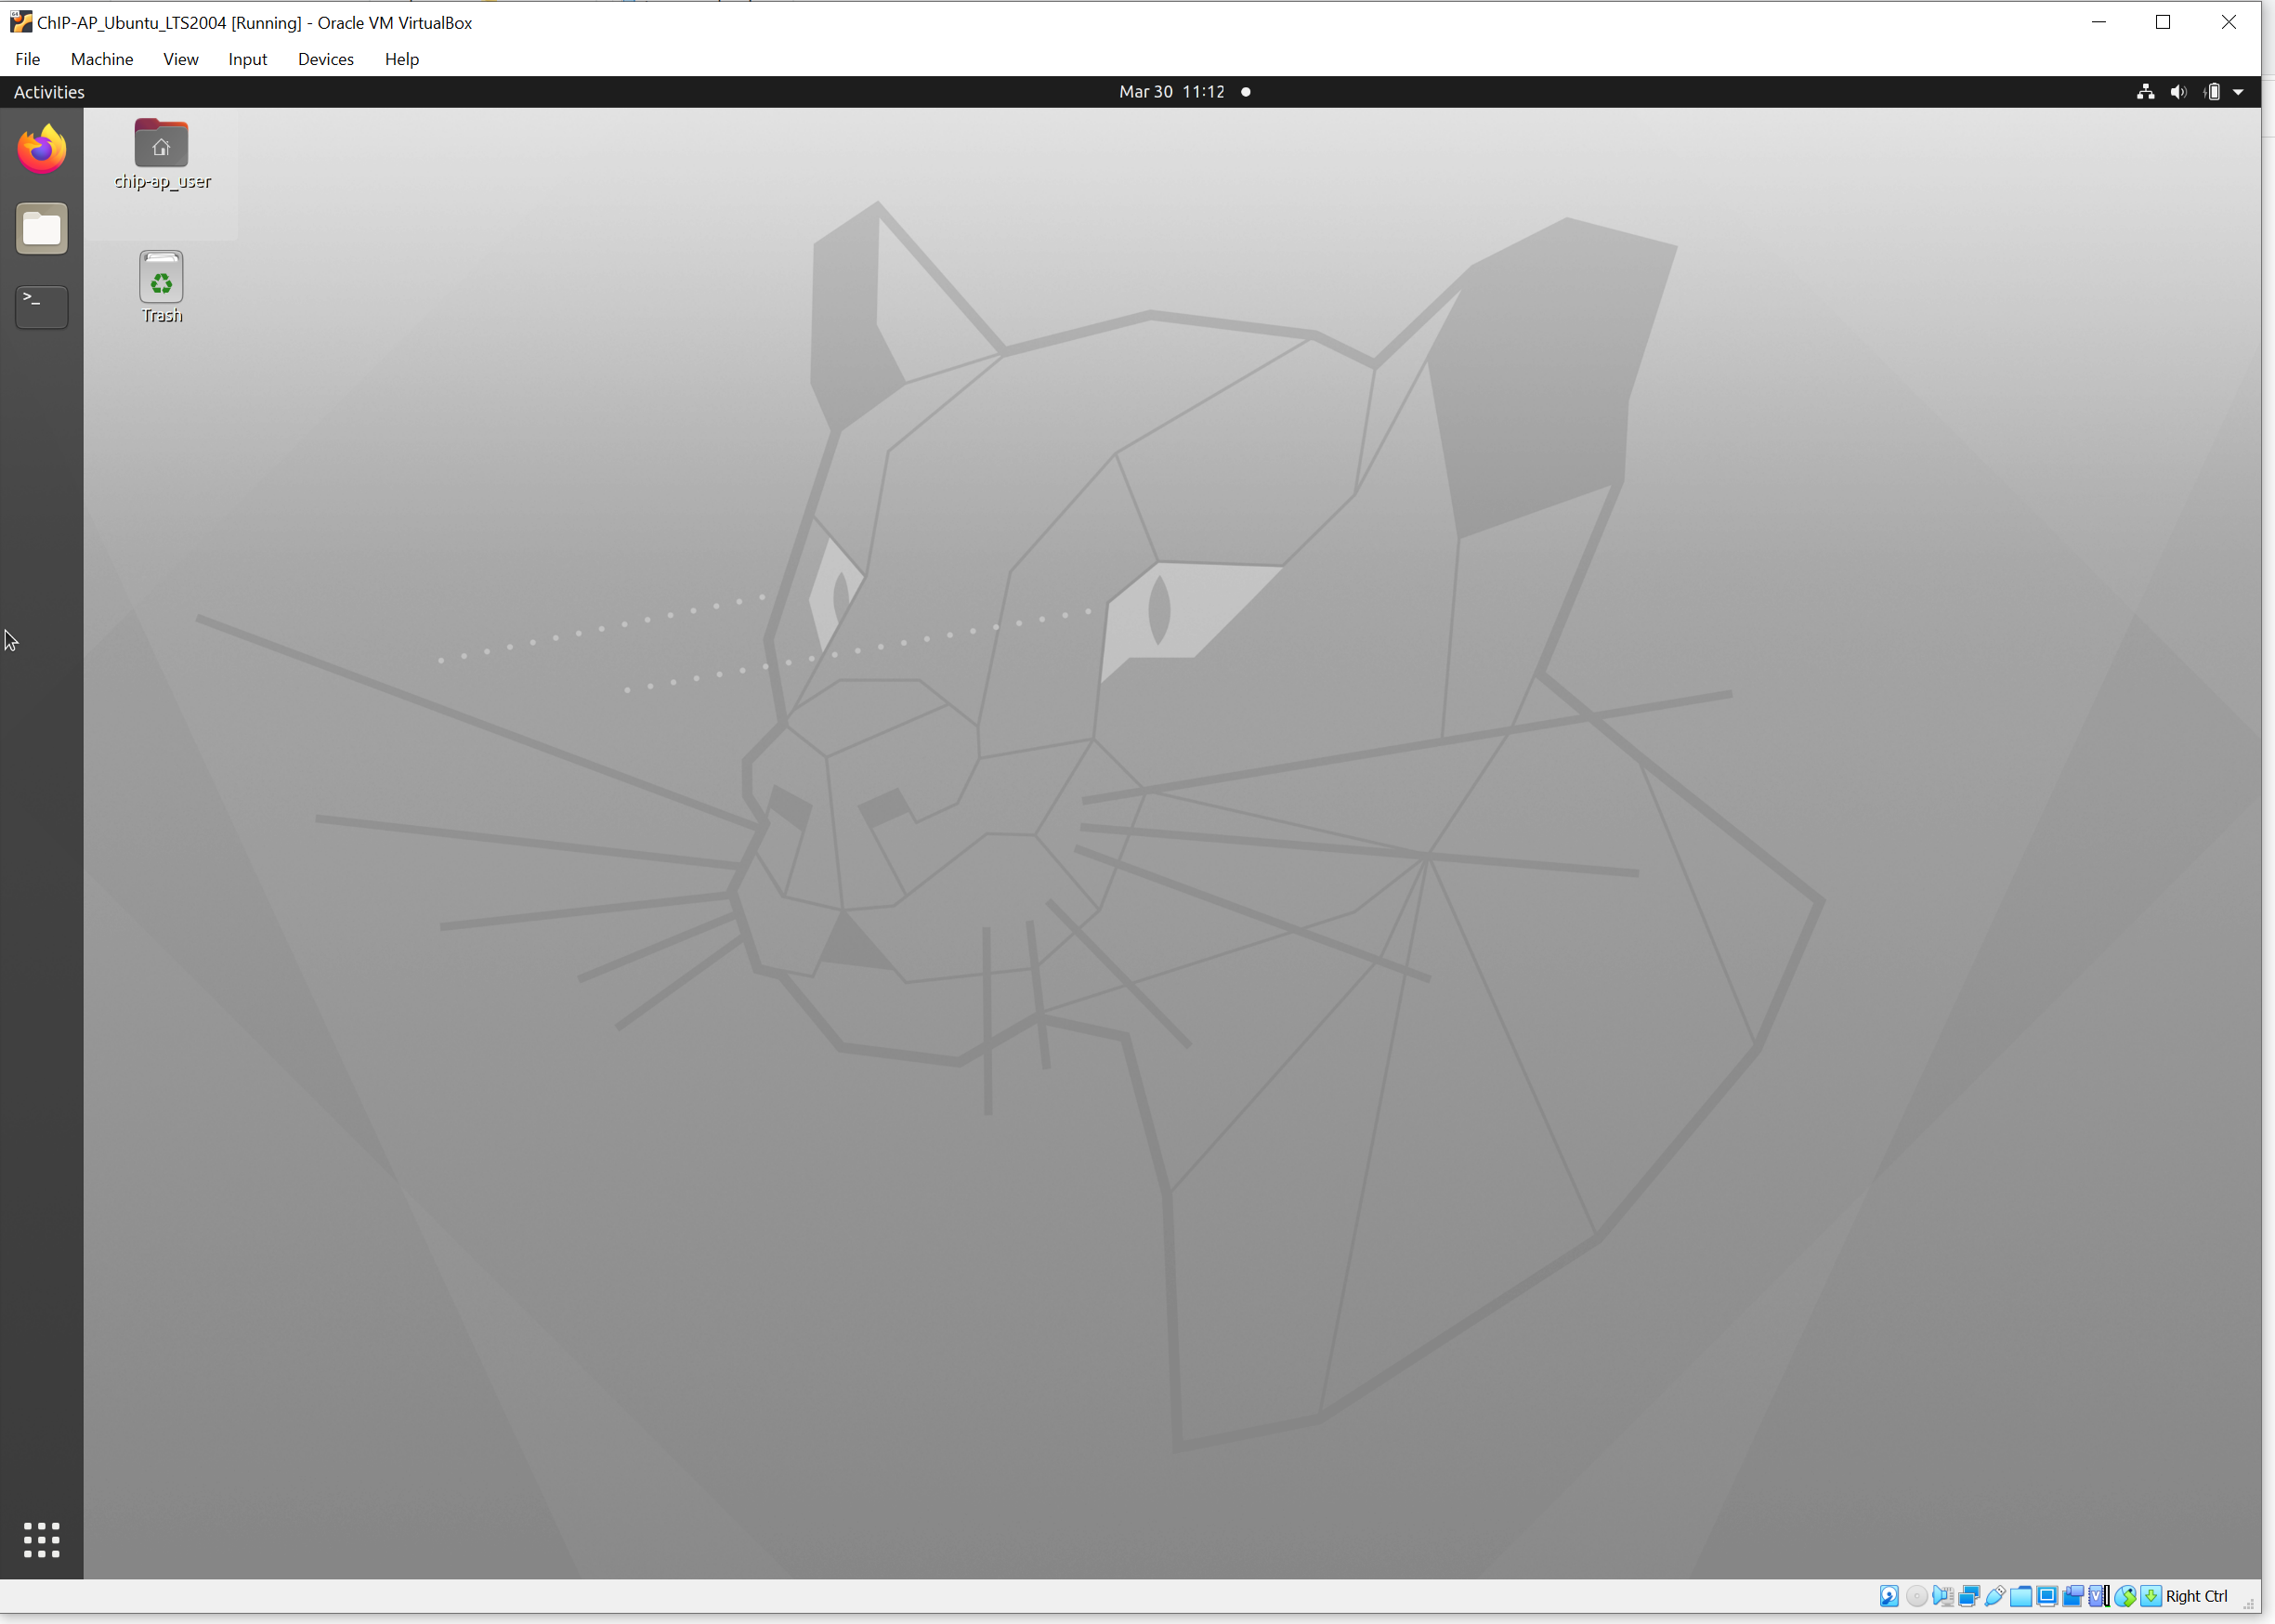 ChIP-AP_Ubuntu_LTS2004 [Running] - Oracle VM VirtualBox
File Machine View Input Devices Help
Activities Mar 30 11:12
chip-ap_user
>_
Trash
Right Ctrl